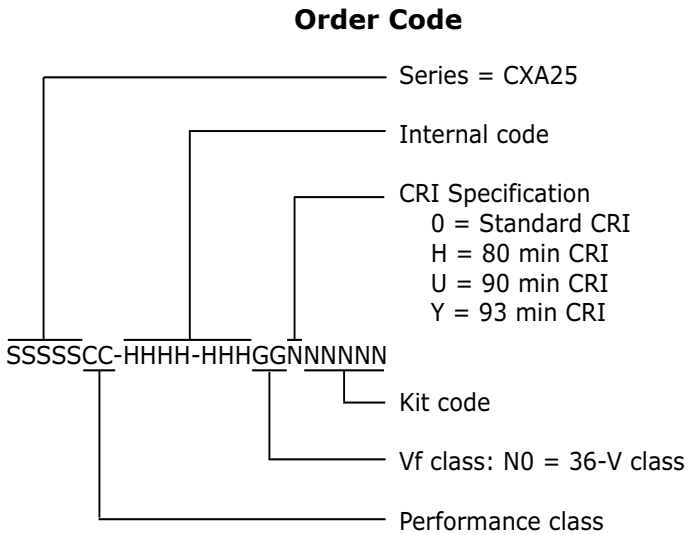 Order Code
Series = CXA25
Internal code
CRI Specification
0 = Standard CRI
H = 80 min CRI
U = 90 min CRI
Y = 93 min CRI
SSSSSCC-HHHH-HHHGGNNNNNN
Kit code
Vf class: N0 = 36-V class
Performance class